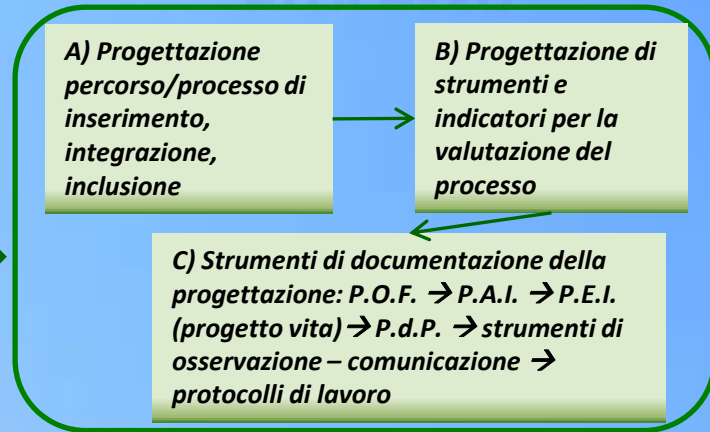 A) Progettazione
percorso/processo di
inserimento,
integrazione,
inclusione
B) Progettazione di
strumenti e
indicatori per la
valutazione del
processo
C) Strumenti di documentazione della
progettazione: P.O.F. → P.A.I. → P.E.I.
(progetto vita) → P.d.P. → strumenti di
osservazione – comunicazione →
protocolli di lavoro